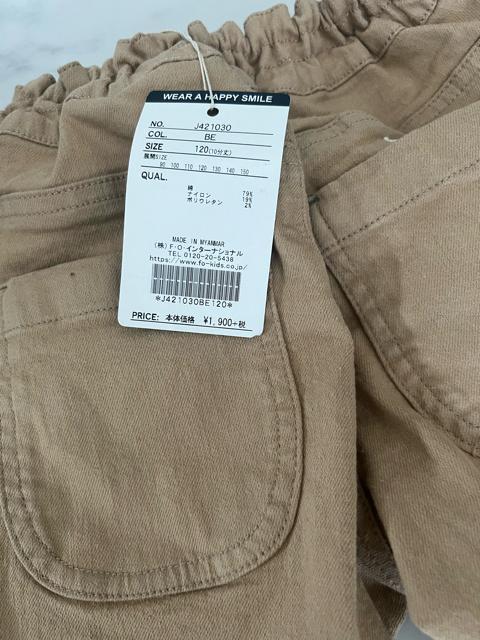 WEAR A HAPPY SMILE
NO. J421030
COL. BE
SIZE 120(10分丈)
展開SIZE
90 100 110 120 130 140 150
QUAL.
綿 79%
ナイロン 19%
ポリウレタン 2%
MADE IN MYANMAR
(株)F・O・インターナショナル
TEL 0120-20-5438
https://www.fo-kids.co.jp/
*J421030BE120*
PRICE: 本体価格 ¥1,900+税